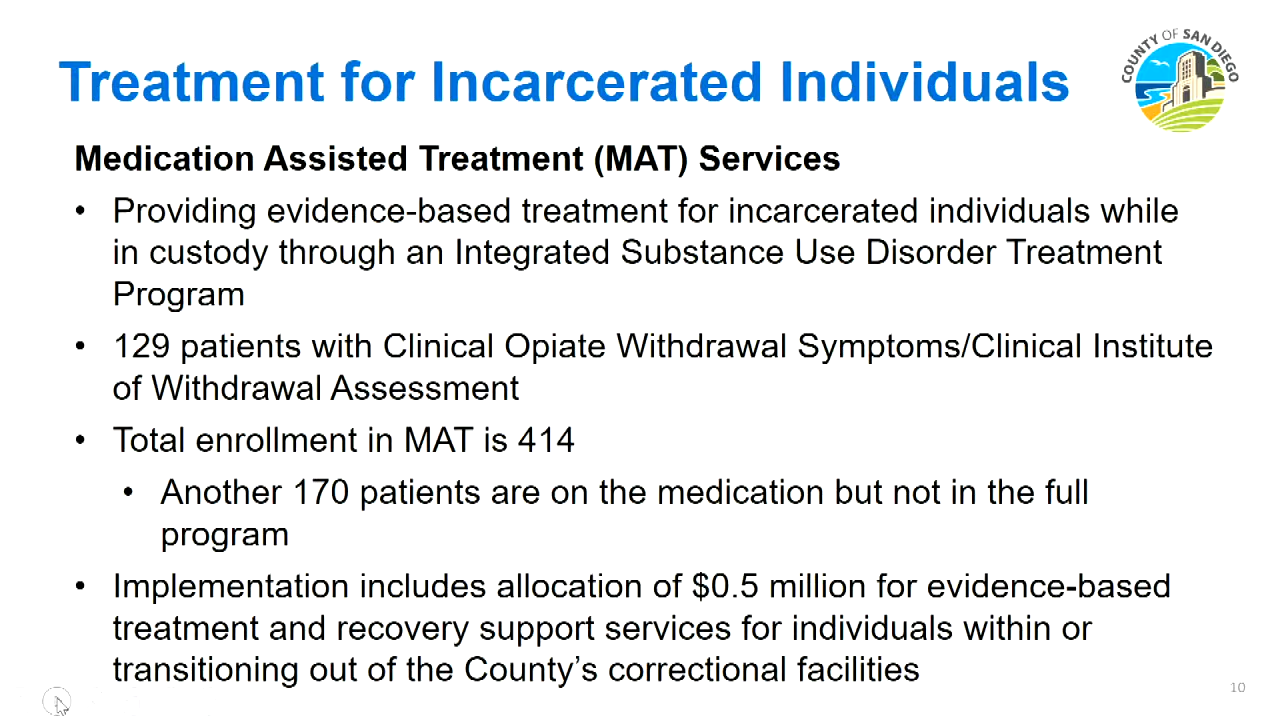 COUNTY OF SAN DIEGO
Treatment for Incarcerated Individuals
Medication Assisted Treatment (MAT) Services
• Providing evidence-based treatment for incarcerated individuals while
in custody through an Integrated Substance Use Disorder Treatment
Program
• 129 patients with Clinical Opiate Withdrawal Symptoms/Clinical Institute
of Withdrawal Assessment
• Total enrollment in MAT is 414
• Another 170 patients are on the medication but not in the full
program
• Implementation includes allocation of $0.5 million for evidence-based
treatment and recovery support services for individuals within or
transitioning out of the County’s correctional facilities
10